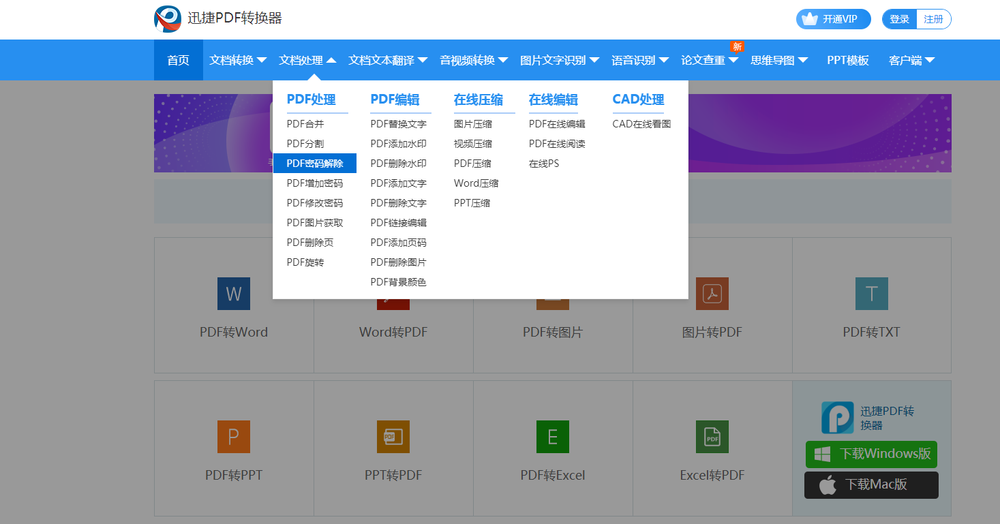 迅捷PDF转换器
开通VIP
登录
注册
首页
文档转换
文档处理
文档文本翻译
音视频转换
图片文字识别
语音识别
论文查重
新
思维导图
PPT模板
客户端
PDF处理
PDF合并
PDF分割
PDF密码解除
PDF增加密码
PDF修改密码
PDF图片获取
PDF删除页
PDF旋转
PDF编辑
PDF替换文字
PDF添加水印
PDF删除水印
PDF添加文字
PDF删除文字
PDF链接编辑
PDF添加页码
PDF删除图片
PDF背景颜色
在线压缩
图片压缩
视频压缩
PDF压缩
Word压缩
PPT压缩
在线编辑
PDF在线编辑
PDF在线阅读
在线PS
CAD处理
CAD在线看图
W
T
PDF转Word
Word转PDF
PDF转图片
图片转PDF
PDF转TXT
P
PDF
E
PDF
PDF转PPT
PPT转PDF
PDF转Excel
Excel转PDF
迅捷PDF转
换器
下载Windows版
下载Mac版